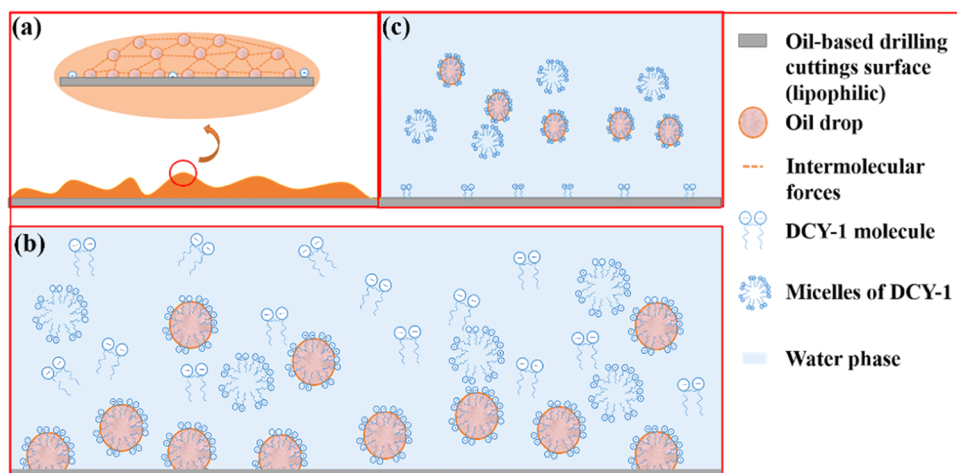 (a)
(c)
Oil-based drilling
cuttings surface
(lipophilic)
Oil drop
Intermolecular
forces
DCY-1 molecule
(b)
Micelles of DCY-1
Water phase